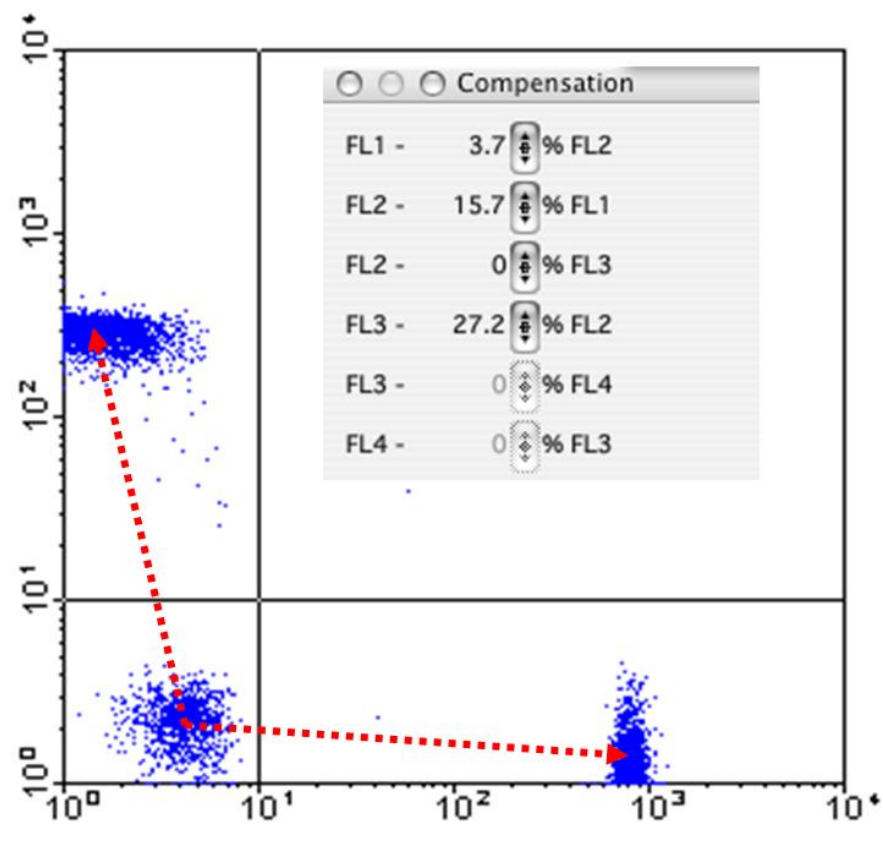 10⁴
Compensation
FL1 - 3.7 % FL2
FL2 - 15.7 % FL1
10³
FL2 - 0 % FL3
FL3 - 27.2 % FL2
FL3 - 0 % FL4
10²
FL4 - 0 % FL3
10¹
10⁰
10⁰ 10¹ 10² 10³ 10⁴